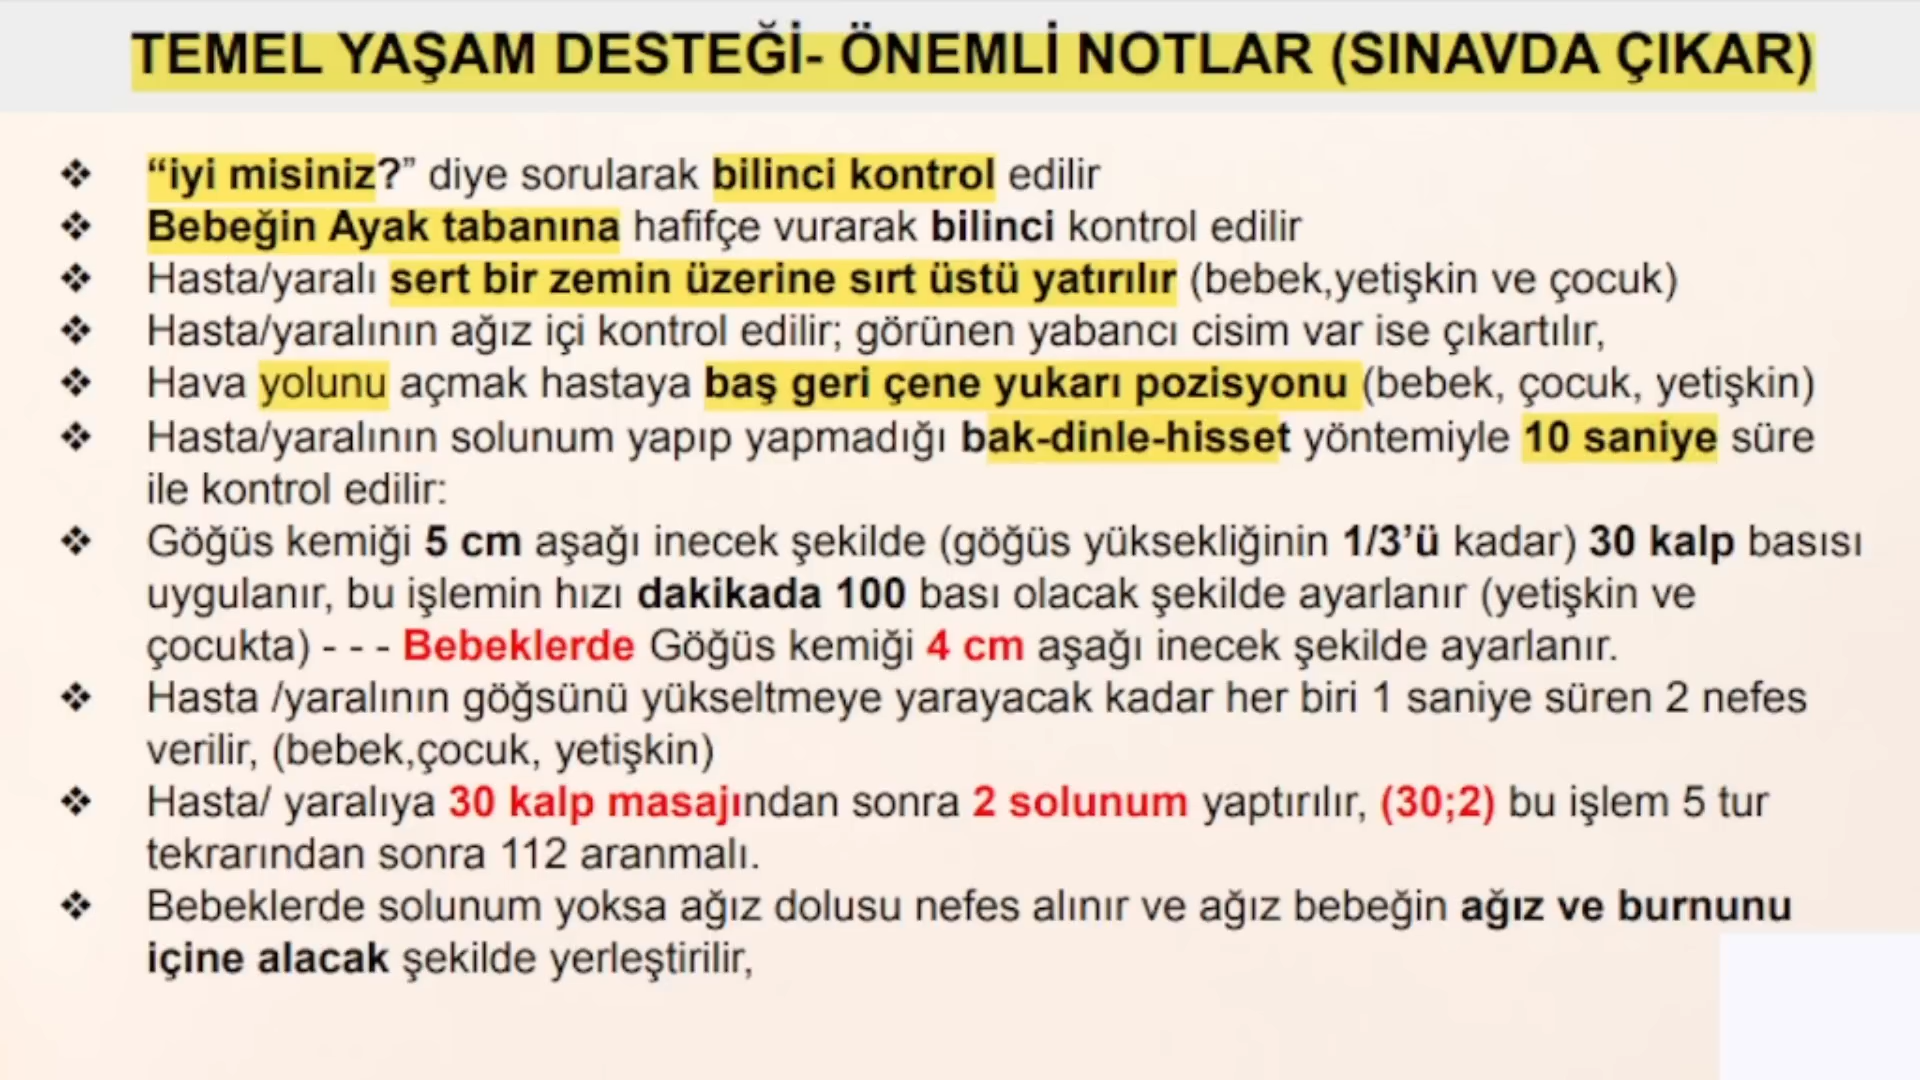 TEMEL YAŞAM DESTEĞİ- ÖNEMLİ NOTLAR (SINAVDA ÇIKAR)
❖ “iyi misiniz?” diye sorularak bilinci kontrol edilir
❖ Bebeğin Ayak tabanına hafifçe vurarak bilinci kontrol edilir
❖ Hasta/yaralı sert bir zemin üzerine sırt üstü yatırılır (bebek,yetişkin ve çocuk)
❖ Hasta/yaralının ağız içi kontrol edilir; görünen yabancı cisim var ise çıkartılır,
❖ Hava yolunu açmak hastaya baş geri çene yukarı pozisyonu (bebek, çocuk, yetişkin)
❖ Hasta/yaralının solunum yapıp yapmadığı bak-dinle-hisset yöntemiyle 10 saniye süre
ile kontrol edilir:
❖ Göğüs kemiği 5 cm aşağı inecek şekilde (göğüs yüksekliğinin 1/3’ü kadar) 30 kalp basısı
uygulanır, bu işlemin hızı dakikada 100 bası olacak şekilde ayarlanır (yetişkin ve
çocukta) - - - Bebeklerde Göğüs kemiği 4 cm aşağı inecek şekilde ayarlanır.
❖ Hasta /yaralının göğsünü yükseltmeye yarayacak kadar her biri 1 saniye süren 2 nefes
verilir, (bebek,çocuk, yetişkin)
❖ Hasta/ yaralıya 30 kalp masajından sonra 2 solunum yaptırılır, (30;2) bu işlem 5 tur
tekrarından sonra 112 aranmalı.
❖ Bebeklerde solunum yoksa ağız dolusu nefes alınır ve ağız bebeğin ağız ve burnunu
içine alacak şekilde yerleştirilir,